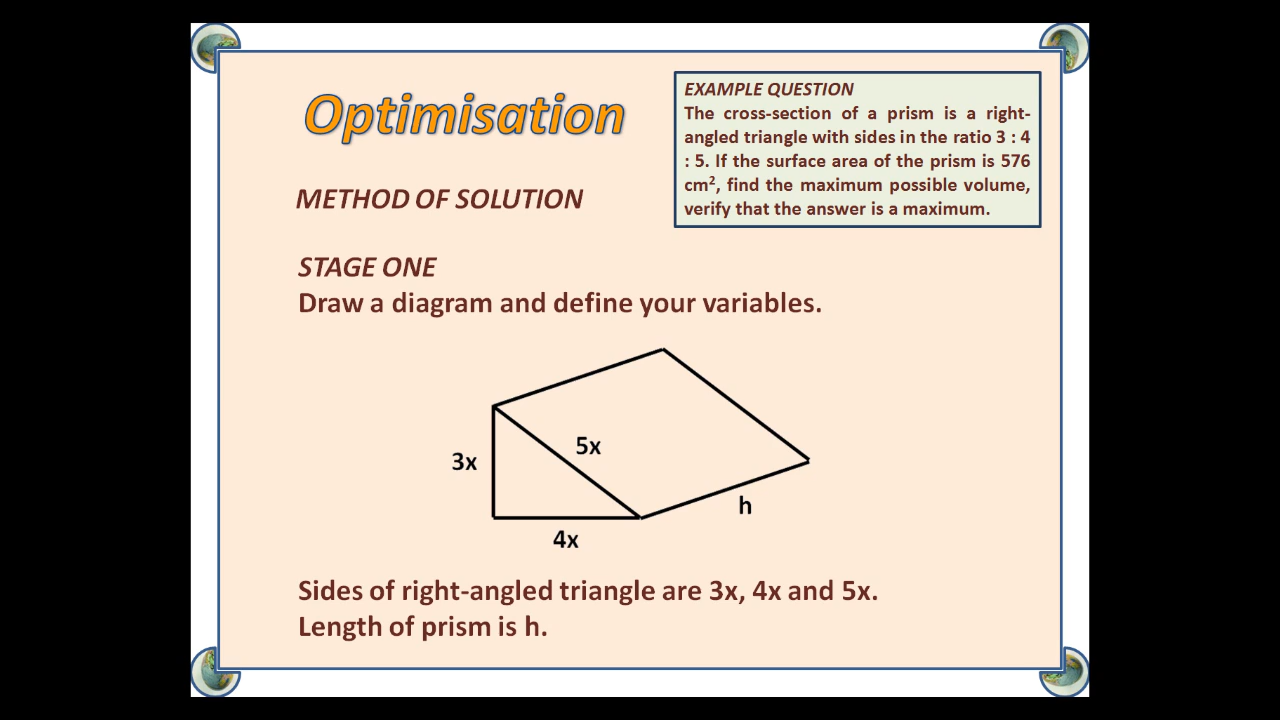 Optimisation
EXAMPLE QUESTION
The cross-section of a prism is a right-
angled triangle with sides in the ratio 3 : 4
: 5. If the surface area of the prism is 576
cm², find the maximum possible volume,
verify that the answer is a maximum.
METHOD OF SOLUTION
STAGE ONE
Draw a diagram and define your variables.
3x
5x
h
4x
Sides of right-angled triangle are 3x, 4x and 5x.
Length of prism is h.